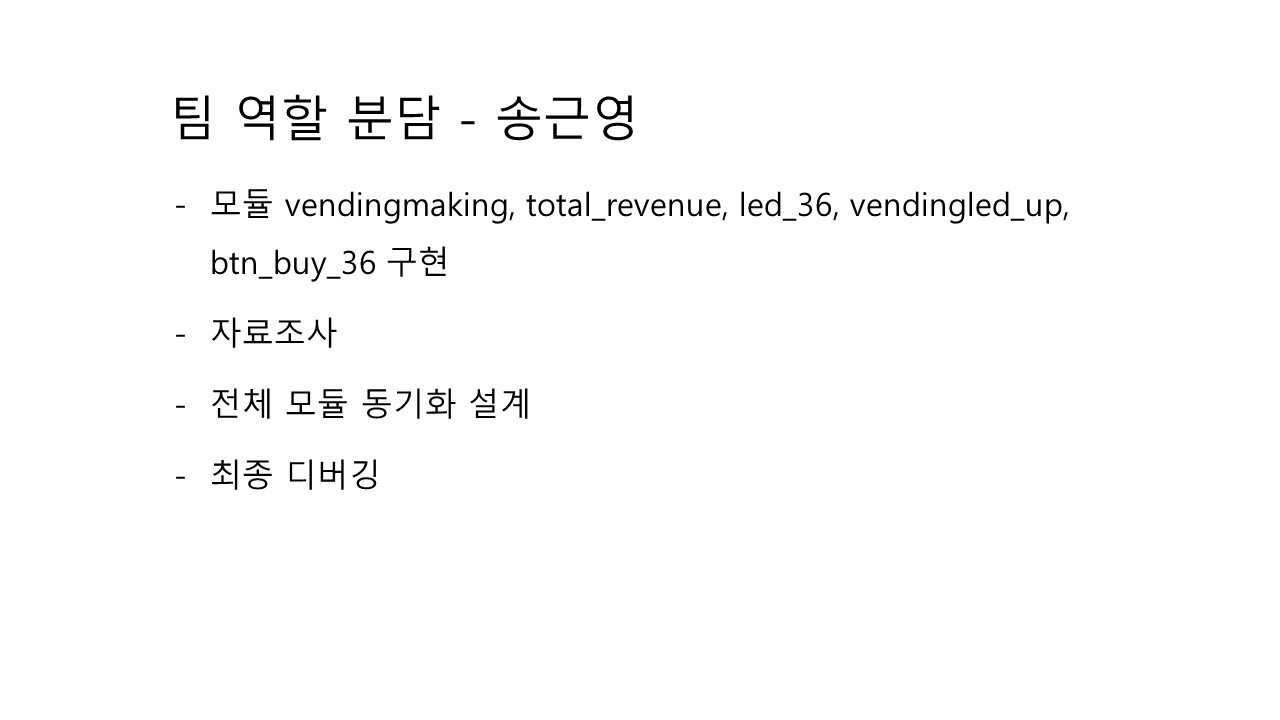 팀 역할 분담 - 송근영
- 모듈 vendingmaking, total_revenue, led_36, vendingled_up,
btn_buy_36 구현
- 자료조사
- 전체 모듈 동기화 설계
- 최종 디버깅